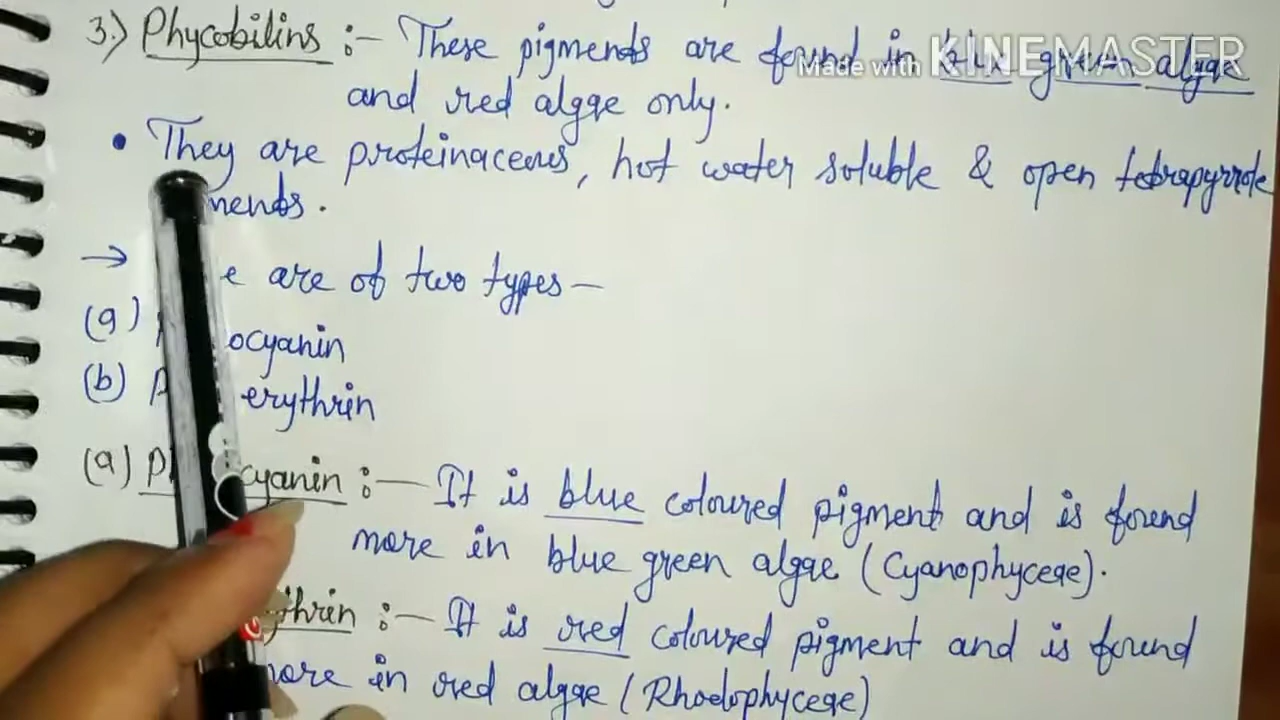 3.) Phycobilins :- These pigments are found in blue green algae
Made with KINEMASTER
and red algae only.
• They are proteinaceous, hot water soluble & open tetrapyrrole
ments.
→ e are of two types —
(a) ocyanin
(b) P erythrin
(a) P cyanin :— It is blue coloured pigment and is found
more in blue green algae (Cyanophyceae).
thrin :— It is red coloured pigment and is found
more in red algae (Rhodophyceae)